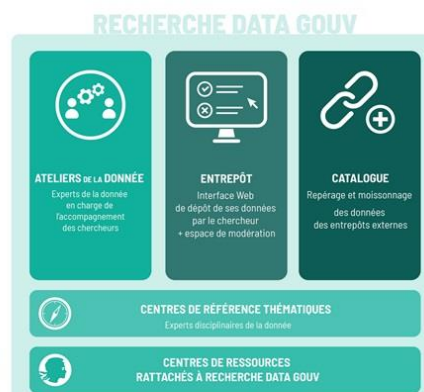 RECHERCHE DATA GOUV
ATELIERS DE LA DONNÉE
Experts de la donnée
en charge de
l'accompagnement
des chercheurs
ENTREPÔT
Interface Web
de dépôt de ses données
par le chercheur
+ espace de modération
CATALOGUE
Repérage et moissonnage
des données
des entrepôts externes
CENTRES DE RÉFÉRENCE THÉMATIQUES
Experts disciplinaires de la donnée
CENTRES DE RESSOURCES
RATTACHÉS À RECHERCHE DATA GOUV